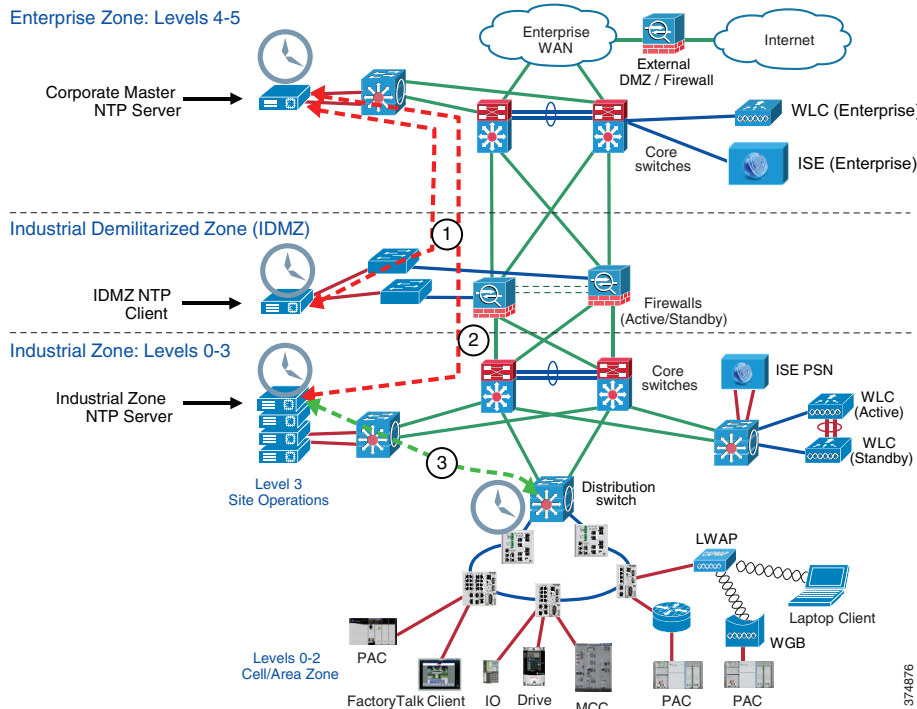 Enterprise Zone: Levels 4-5
Enterprise
WAN
Internet
External
DMZ / Firewall
Corporate Master
NTP Server
WLC (Enterprise)
Core
switches
ISE (Enterprise)
Industrial Demilitarized Zone (IDMZ)
1
IDMZ NTP
Client
Firewalls
(Active/Standby)
2
Industrial Zone: Levels 0-3
Core
switches
ISE PSN
Industrial Zone
NTP Server
WLC
(Active)
WLC
(Standby)
3
Level 3
Site Operations
Distribution
switch
LWAP
CAPWAP
Laptop Client
WGB
PAC
Levels 0-2
Cell/Area Zone
FactoryTalk Client
IO
Drive
MCC
PAC
PAC
374876